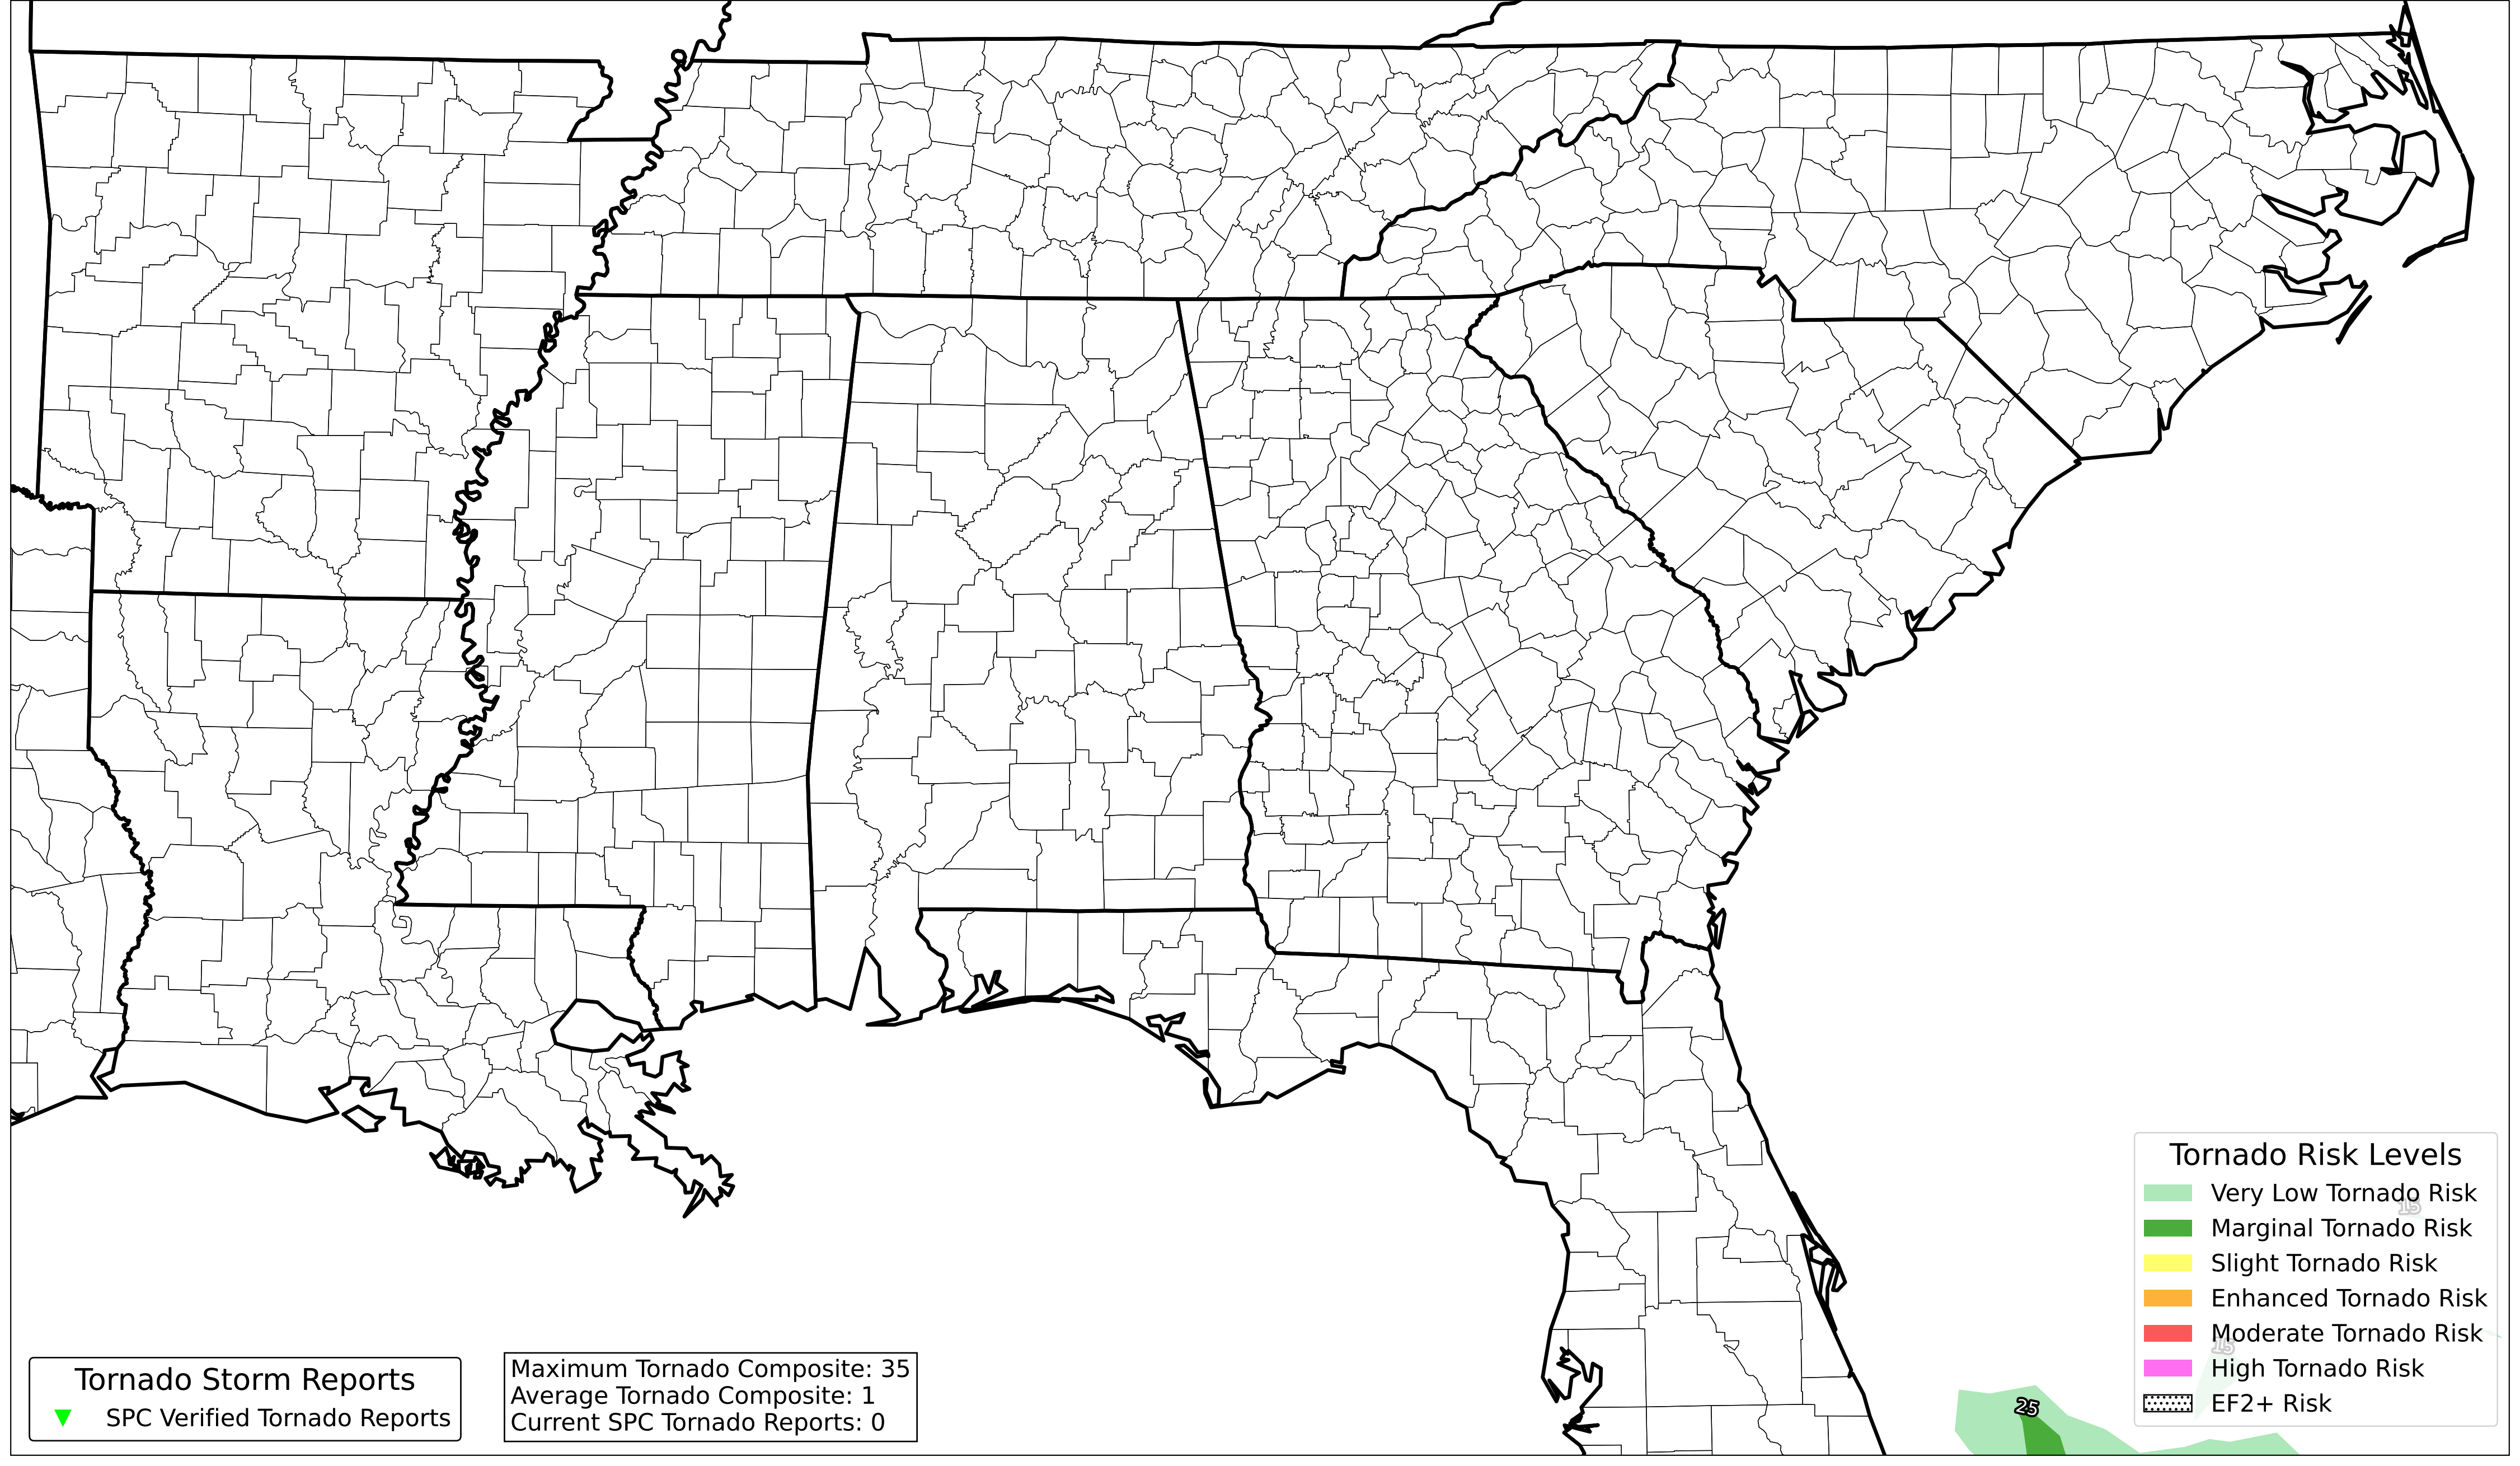 Tornado Risk Levels
Very Low Tornado Risk
15
Marginal Tornado Risk
Slight Tornado Risk
Enhanced Tornado Risk
Moderate Tornado Risk
15
High Tornado Risk
EF2+ Risk
25
Tornado Storm Reports
SPC Verified Tornado Reports
Maximum Tornado Composite: 35
Average Tornado Composite: 1
Current SPC Tornado Reports: 0